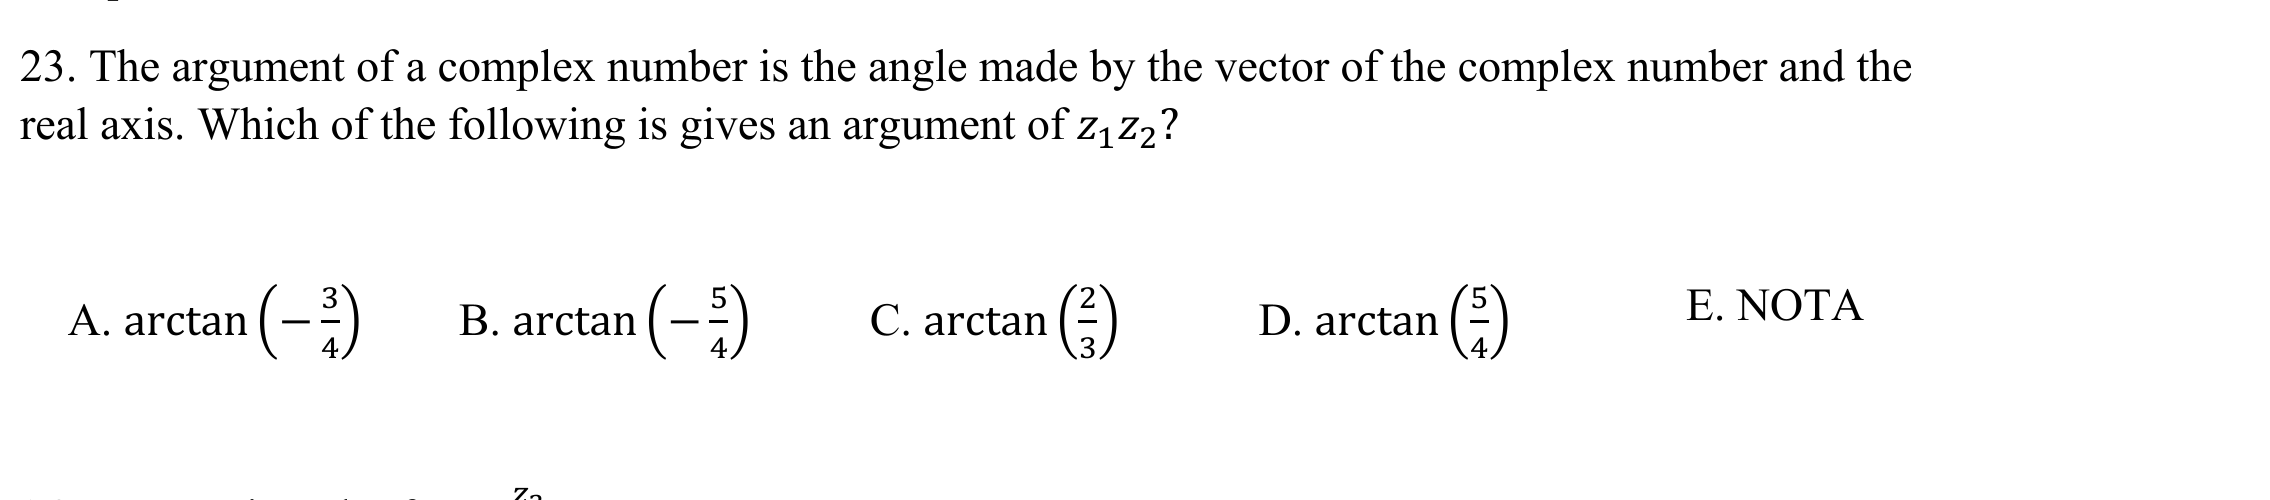 23. The argument of a complex number is the angle made by the vector of the complex number and the
real axis. Which of the following is gives an argument of z₁z₂?
A. arctan(−3/4) B. arctan(−5/4) C. arctan(2/3) D. arctan(5/4) E. NOTA